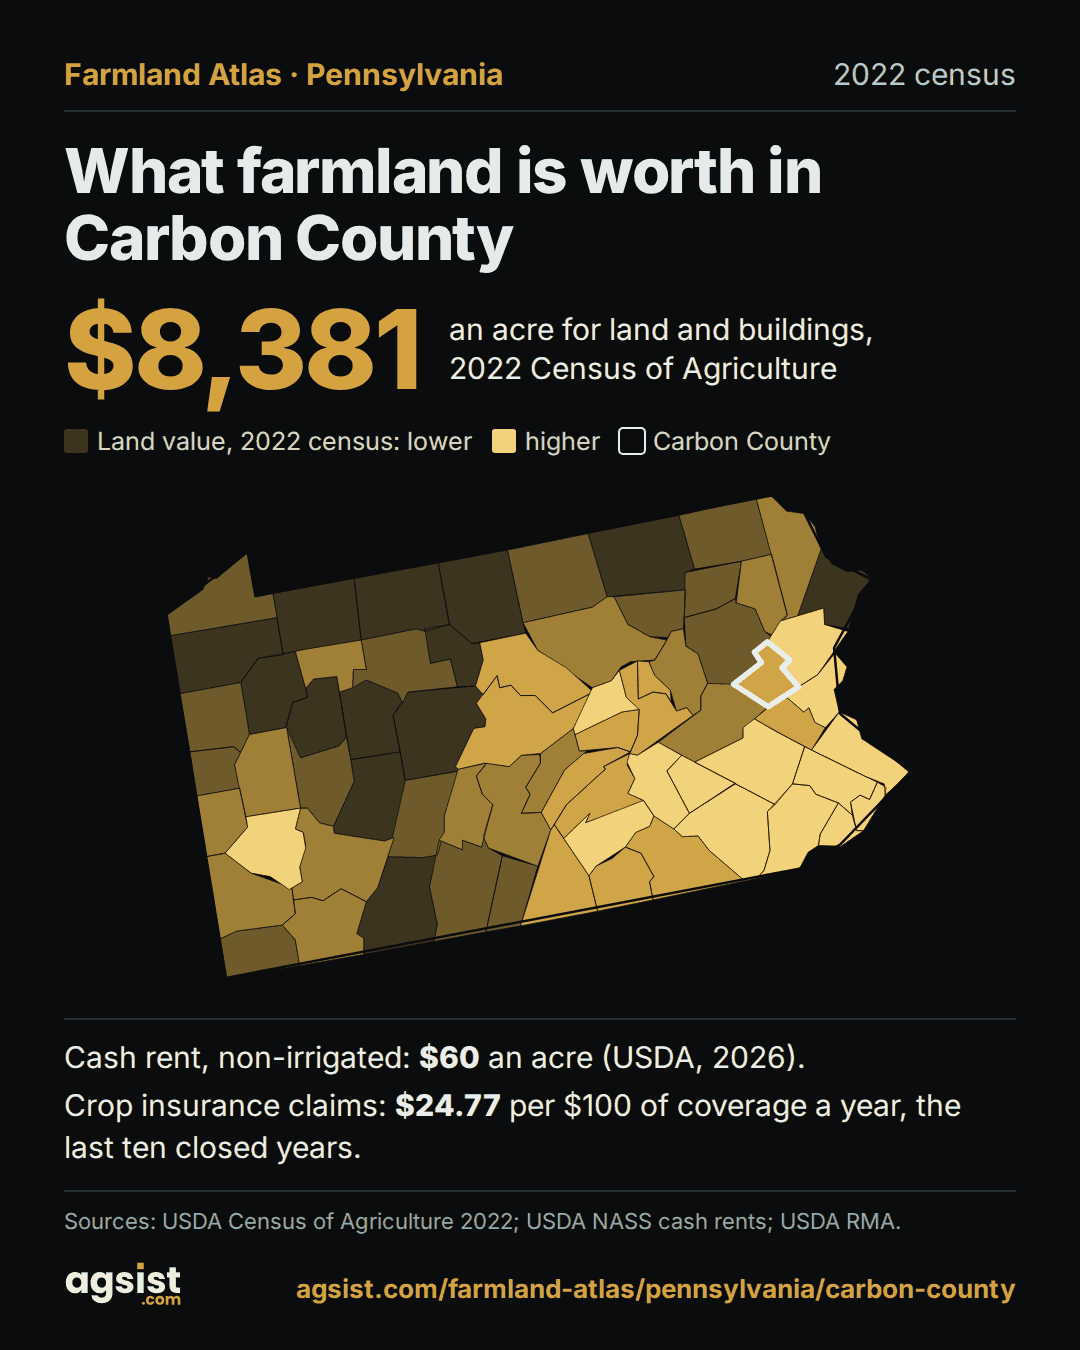 Farmland Atlas · Pennsylvania
2022 census
What farmland is worth in
Carbon County
$8,381
an acre for land and buildings,
2022 Census of Agriculture
Land value, 2022 census: lower
higher
Carbon County
Cash rent, non-irrigated: $60 an acre (USDA, 2026).
Crop insurance claims: $24.77 per $100 of coverage a year, the
last ten closed years.
Sources: USDA Census of Agriculture 2022; USDA NASS cash rents; USDA RMA.
agsist
.com
agsist.com/farmland-atlas/pennsylvania/carbon-county